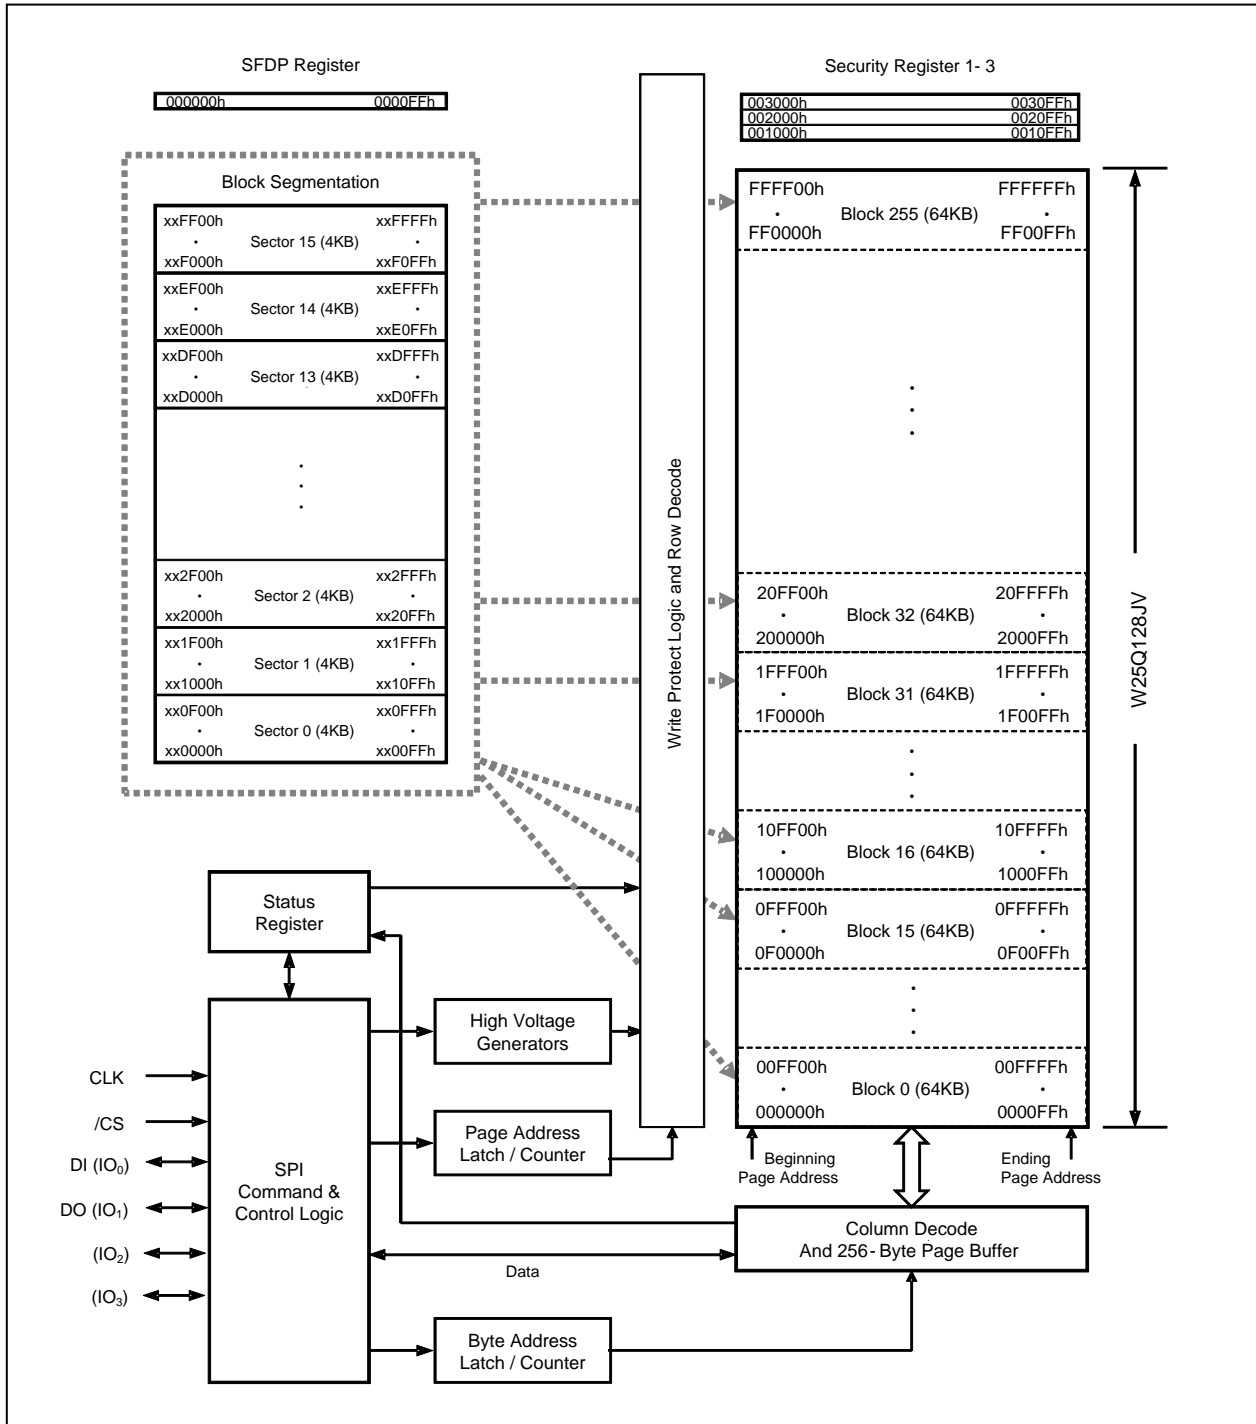 SFDP Register
000000h 0000FFh
Security Register 1- 3
003000h 0030FFh
002000h 0020FFh
001000h 0010FFh
Block Segmentation
xxFF00h xxFFFFh
Sector 15 (4KB)
xxF000h xxF0FFh
xxEF00h xxEFFFh
Sector 14 (4KB)
xxE000h xxE0FFh
xxDF00h xxDFFFh
Sector 13 (4KB)
xxD000h xxD0FFh
xx2F00h xx2FFFh
Sector 2 (4KB)
xx2000h xx20FFh
xx1F00h xx1FFFh
Sector 1 (4KB)
xx1000h xx10FFh
xx0F00h xx0FFFh
Sector 0 (4KB)
xx0000h xx00FFh
Write Protect Logic and Row Decode
FFFF00h FFFFFFh
Block 255 (64KB)
FF0000h FF00FFh
20FF00h 20FFFFh
Block 32 (64KB)
200000h 2000FFh
1FFF00h 1FFFFFh
Block 31 (64KB)
1F0000h 1F00FFh
10FF00h 10FFFFh
Block 16 (64KB)
100000h 1000FFh
0FFF00h 0FFFFFh
Block 15 (64KB)
0F0000h 0F00FFh
00FF00h 00FFFFh
Block 0 (64KB)
000000h 0000FFh
W25Q128JV
Beginning
Page Address
Ending
Page Address
Status
Register
High Voltage
Generators
Page Address
Latch / Counter
CLK
/CS
DI (IO₀)
DO (IO₁)
(IO₂)
(IO₃)
SPI
Command &
Control Logic
Column Decode
And 256- Byte Page Buffer
Data
Byte Address
Latch / Counter